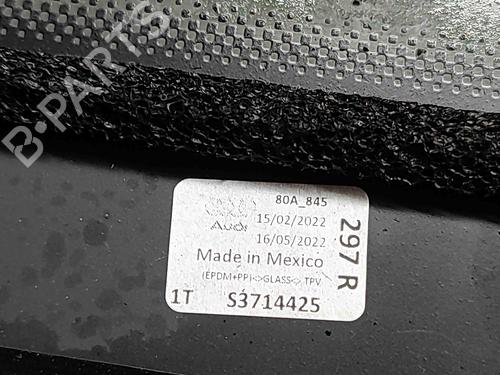 B-PARTS
80A_845
15/02/2022
Audi
16/05/2022
297 R
Made in Mexico
(EPDM+PP)<>GLASS<> TPV
1T S3714425